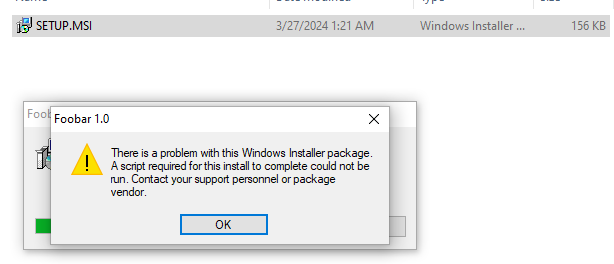 SETUP.MSI 3/27/2024 1:21 AM Windows Installer ... 156 KB
Foobar 1.0
There is a problem with this Windows Installer package.
A script required for this install to complete could not be
run. Contact your support personnel or package
vendor.
OK